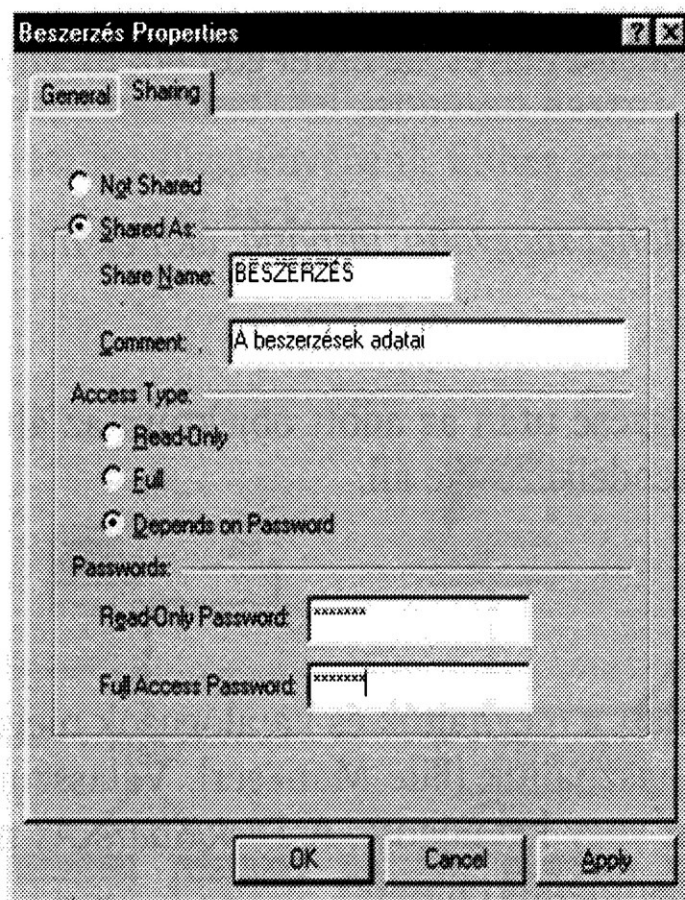 Beszerzés Properties
General Sharing
Not Shared
Shared As:
Share Name: BESZERZÉS
Comment: A beszerzések adatai
Access Type:
Read-Only
Full
Depends on Password
Passwords:
Read-Only Password: xxxxxxx
Full Access Password: xxxxxxx
OK Cancel Apply